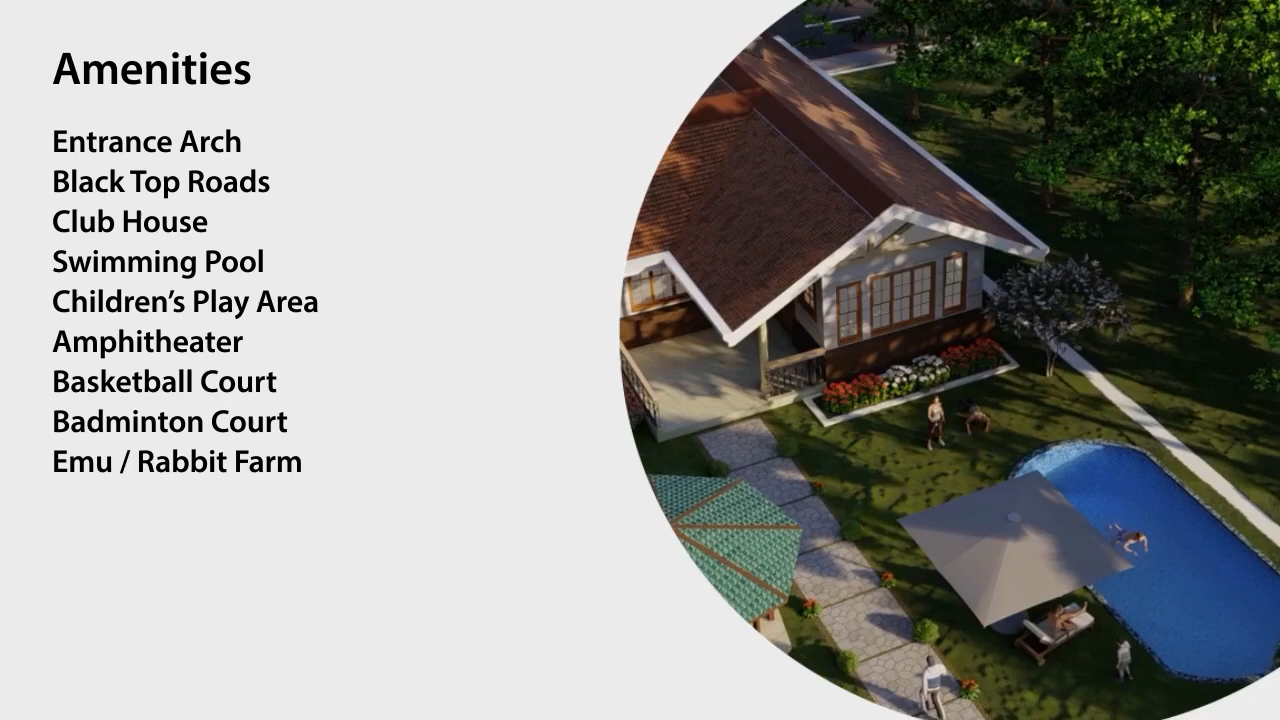 Amenities
Entrance Arch
Black Top Roads
Club House
Swimming Pool
Children’s Play Area
Amphitheater
Basketball Court
Badminton Court
Emu / Rabbit Farm